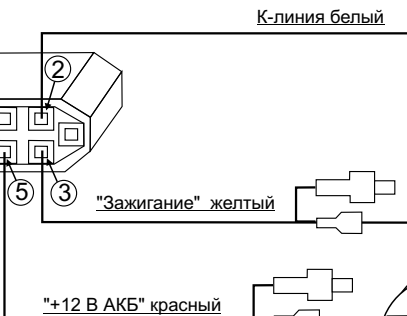 К-линия белый
2
5
3
"Зажигание" желтый
"+12 В АКБ" красный